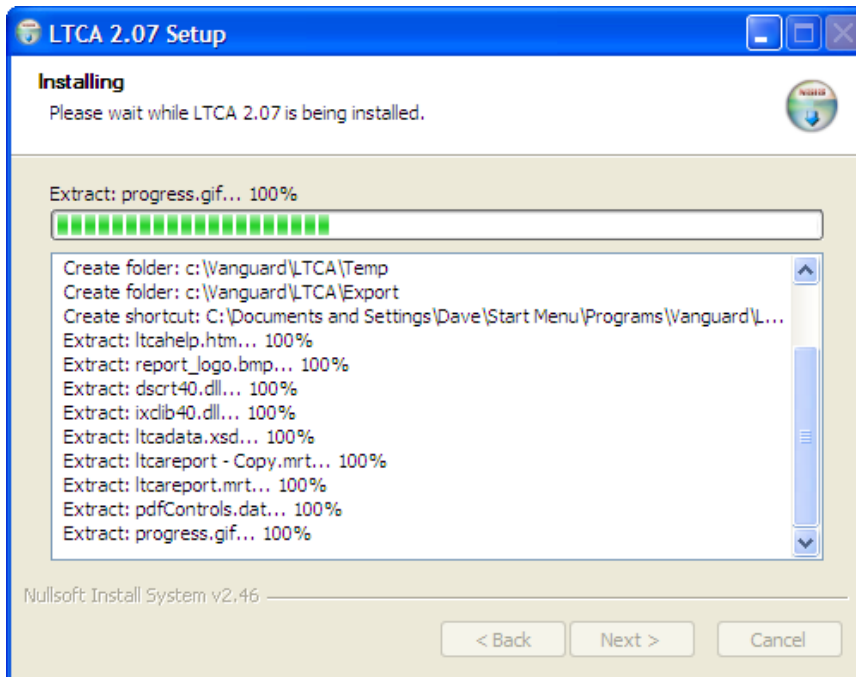 LTCA 2.07 Setup
Installing
Please wait while LTCA 2.07 is being installed.
Extract: progress.gif... 100%
Create folder: c:\Vanguard\LTCA\Temp
Create folder: c:\Vanguard\LTCA\Export
Create shortcut: C:\Documents and Settings\Dave\Start Menu\Programs\Vanguard\L...
Extract: ltcahelp.htm... 100%
Extract: report_logo.bmp... 100%
Extract: dscrt40.dll... 100%
Extract: ixclib40.dll... 100%
Extract: ltcadata.xsd... 100%
Extract: ltcareport - Copy.mrt... 100%
Extract: ltcareport.mrt... 100%
Extract: pdfControls.dat... 100%
Extract: progress.gif... 100%
Nullsoft Install System v2.46
< Back Next > Cancel